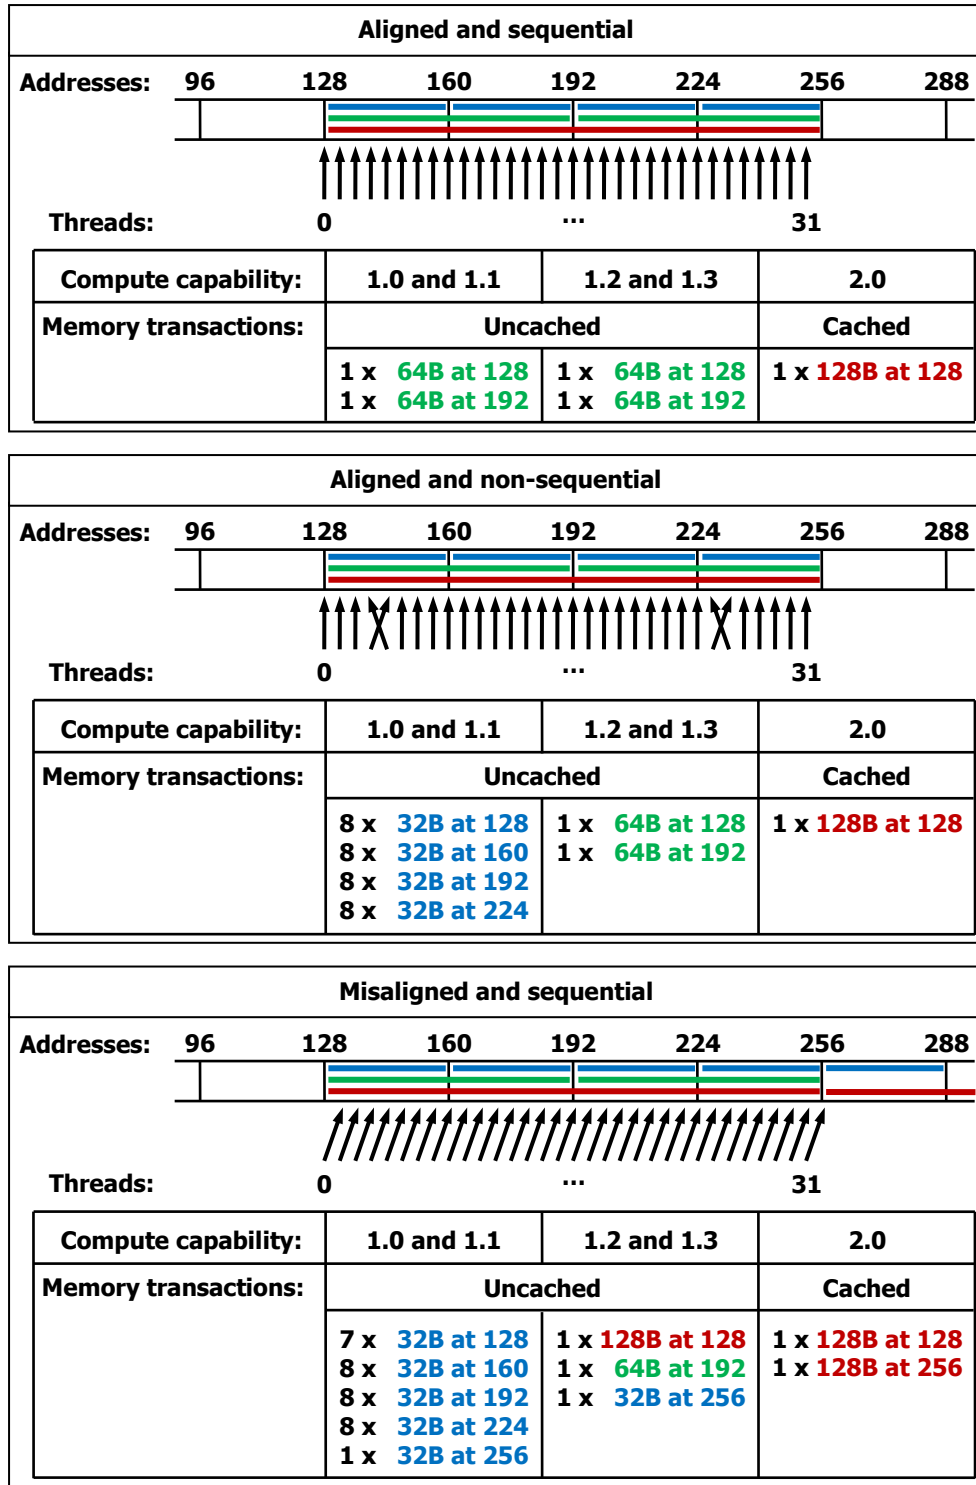 Aligned and sequential
Addresses: 96 128 160 192 224 256 288
Threads: 0 ... 31
Compute capability: 1.0 and 1.1 1.2 and 1.3 2.0
Memory transactions: Uncached Cached
1 x 64B at 128 1 x 64B at 128 1 x 128B at 128
1 x 64B at 192 1 x 64B at 192
Aligned and non-sequential
Addresses: 96 128 160 192 224 256 288
Threads: 0 ... 31
Compute capability: 1.0 and 1.1 1.2 and 1.3 2.0
Memory transactions: Uncached Cached
8 x 32B at 128 1 x 64B at 128 1 x 128B at 128
8 x 32B at 160 1 x 64B at 192
8 x 32B at 192
8 x 32B at 224
Misaligned and sequential
Addresses: 96 128 160 192 224 256 288
Threads: 0 ... 31
Compute capability: 1.0 and 1.1 1.2 and 1.3 2.0
Memory transactions: Uncached Cached
7 x 32B at 128 1 x 128B at 128 1 x 128B at 128
8 x 32B at 160 1 x 64B at 192 1 x 128B at 256
8 x 32B at 192 1 x 32B at 256
8 x 32B at 224
1 x 32B at 256